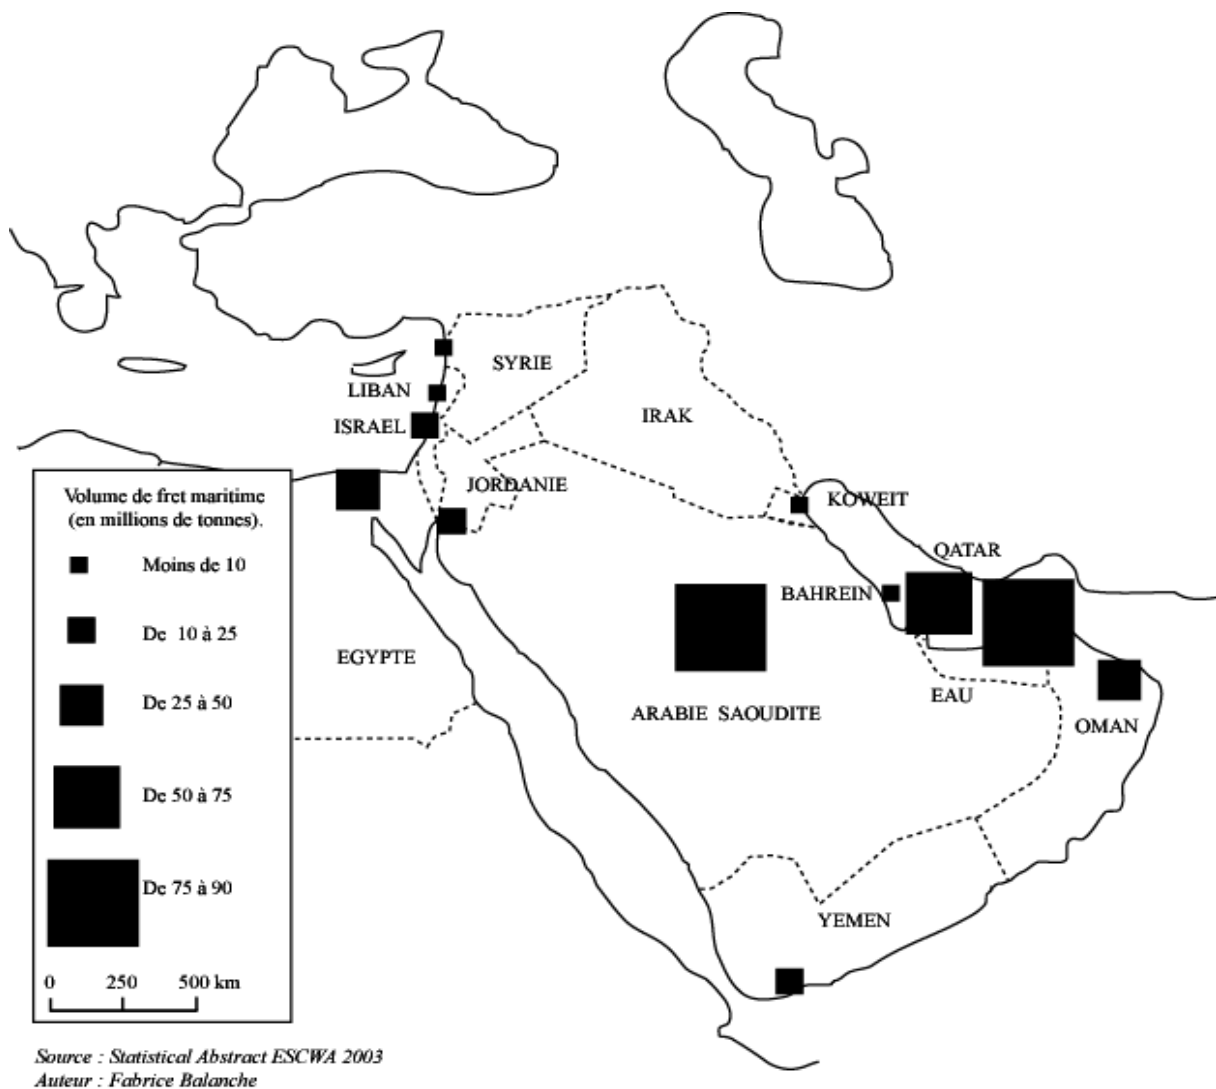 SYRIE
LIBAN
ISRAEL
IRAK
JORDANIE
KOWEIT
QATAR
BAHREIN
EGYPTE
EAU
ARABIE SAOUDITE
OMAN
YEMEN
Volume de fret maritime
(en millions de tonnes).
Moins de 10
De 10 à 25
De 25 à 50
De 50 à 75
De 75 à 90
0 250 500 km
Source : Statistical Abstract ESCWA 2003
Auteur : Fabrice Balanche